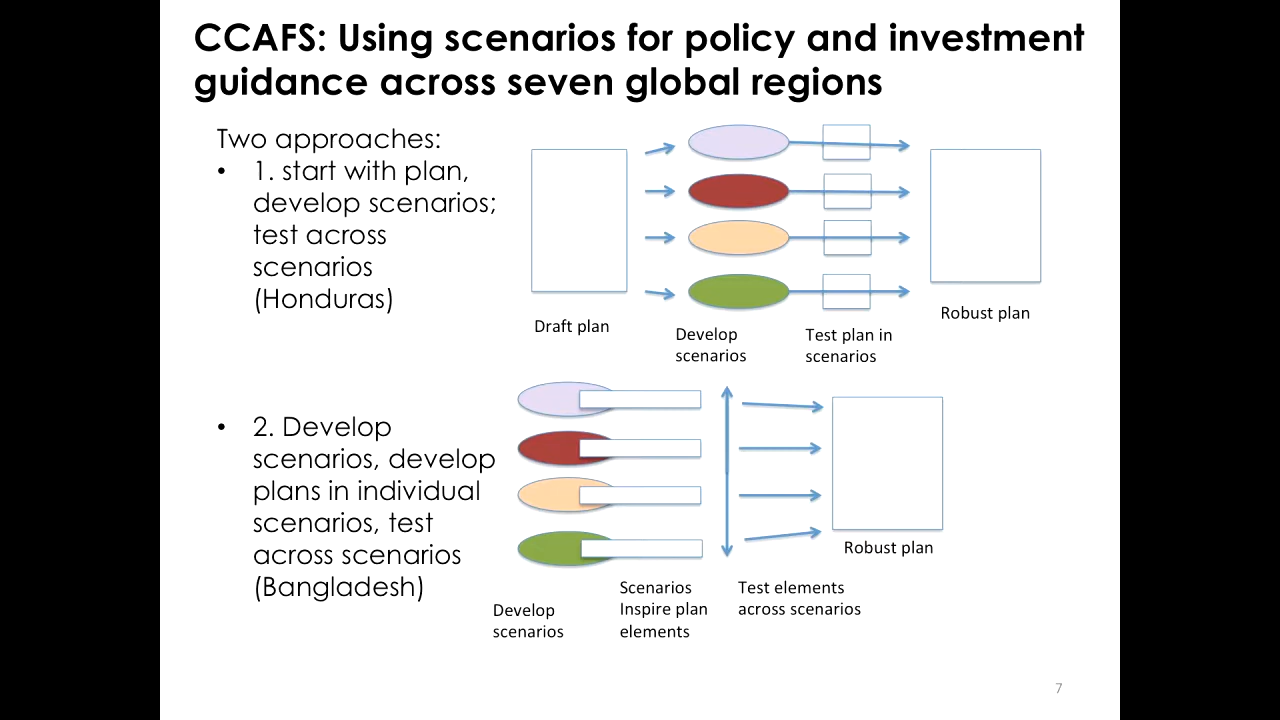 CCAFS: Using scenarios for policy and investment
guidance across seven global regions
Two approaches:
• 1. start with plan,
develop scenarios;
test across
scenarios
(Honduras)
Draft plan
Develop
scenarios
Test plan in
scenarios
Robust plan
• 2. Develop
scenarios, develop
plans in individual
scenarios, test
across scenarios
(Bangladesh)
Develop
scenarios
Scenarios
Inspire plan
elements
Test elements
across scenarios
Robust plan
7